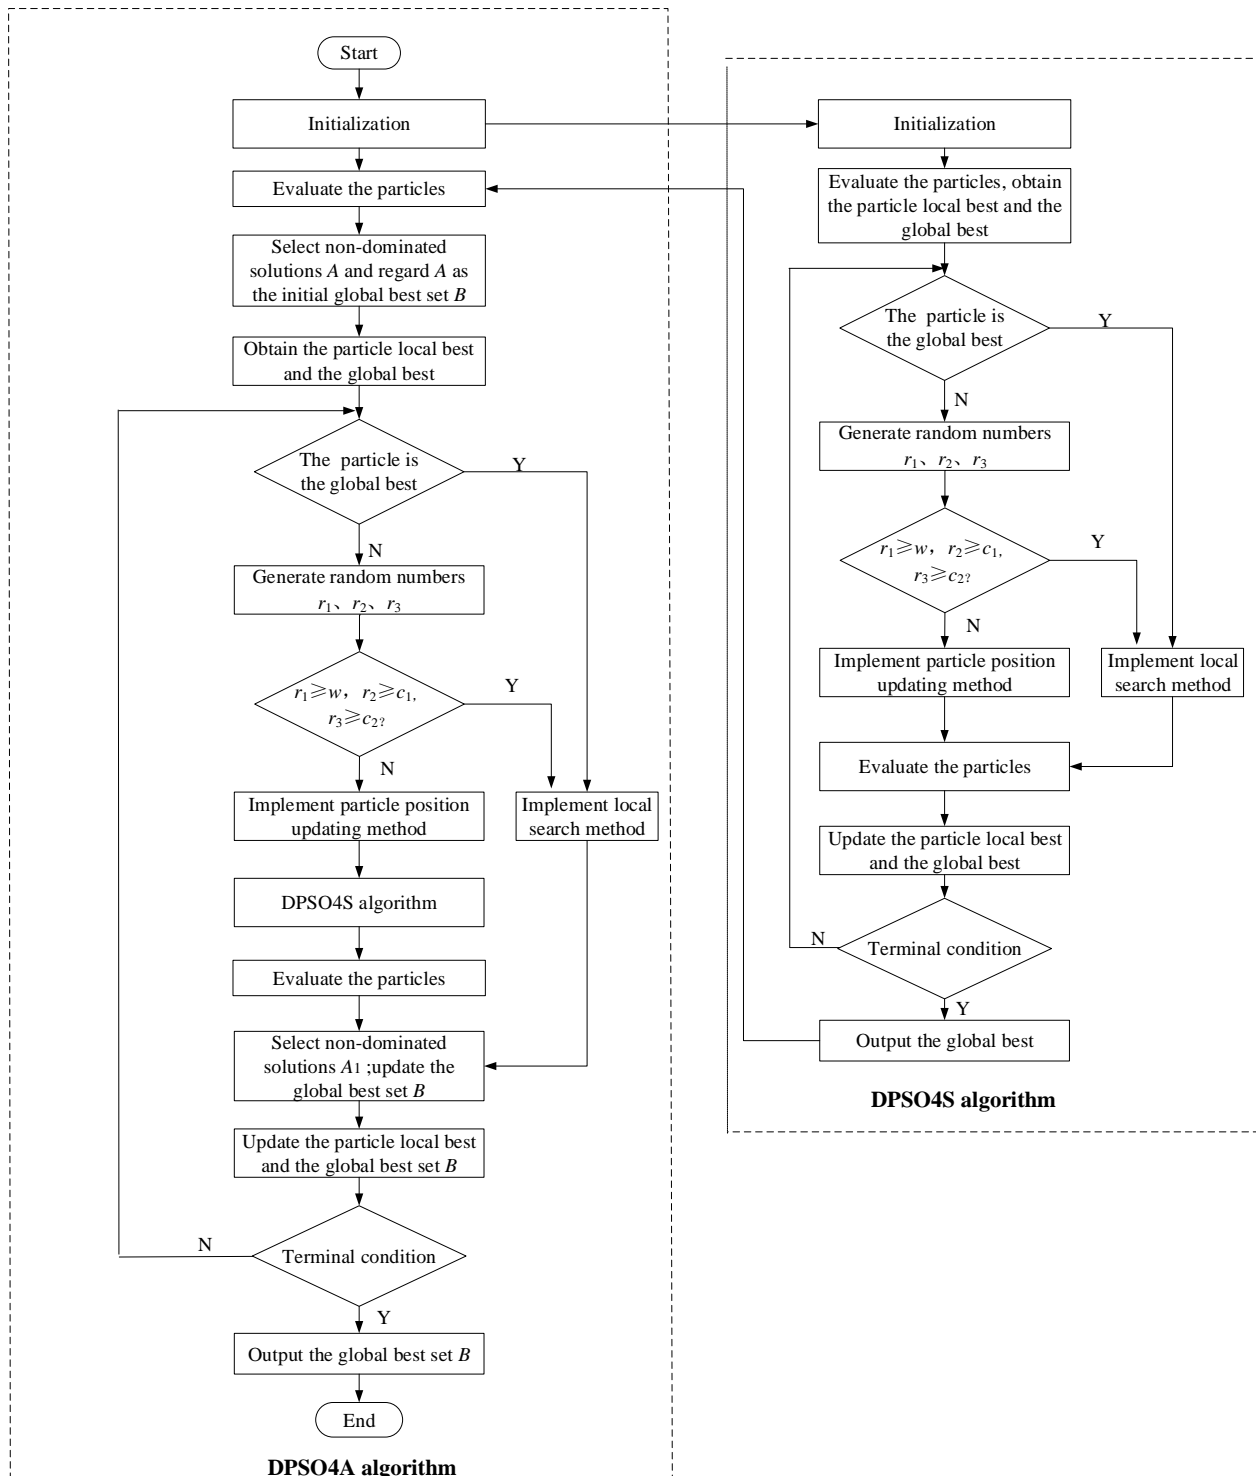 Start
Initialization
Evaluate the particles
Select non-dominated
solutions A and regard A as
the initial global best set B
Obtain the particle local best
and the global best
The particle is
the global best
Y
N
Generate random numbers
r1、r2、r3
r1≥w, r2≥c1,
r3≥c2?
Y
N
Implement particle position
updating method
Implement local
search method
DPSO4S algorithm
Evaluate the particles
Select non-dominated
solutions A1 ;update the
global best set B
Update the particle local best
and the global best set B
N
Terminal condition
Y
Output the global best set B
End
DPSO4A algorithm
Initialization
Evaluate the particles, obtain
the particle local best and the
global best
The particle is
the global best
Y
N
Generate random numbers
r1、r2、r3
r1≥w, r2≥c1,
r3≥c2?
Y
N
Implement particle position
updating method
Implement local
search method
Evaluate the particles
Update the particle local best
and the global best
N
Terminal condition
Y
Output the global best
DPSO4S algorithm